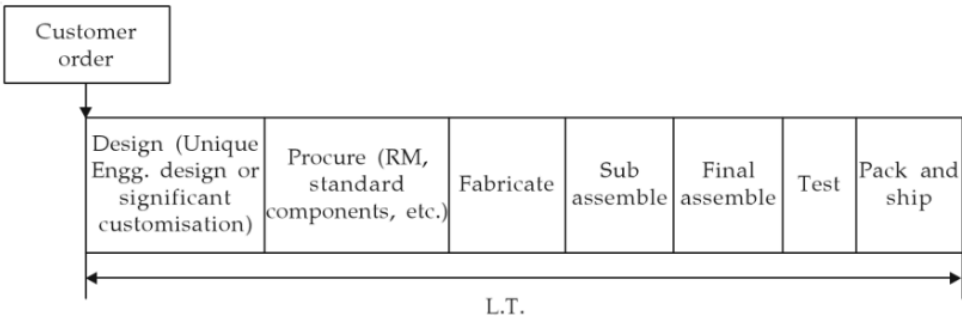 Customer
order
Design (Unique
Engg. design or
significant
customisation)
Procure (RM,
standard
components, etc.)
Fabricate
Sub
assemble
Final
assemble
Test
Pack and
ship
L.T.